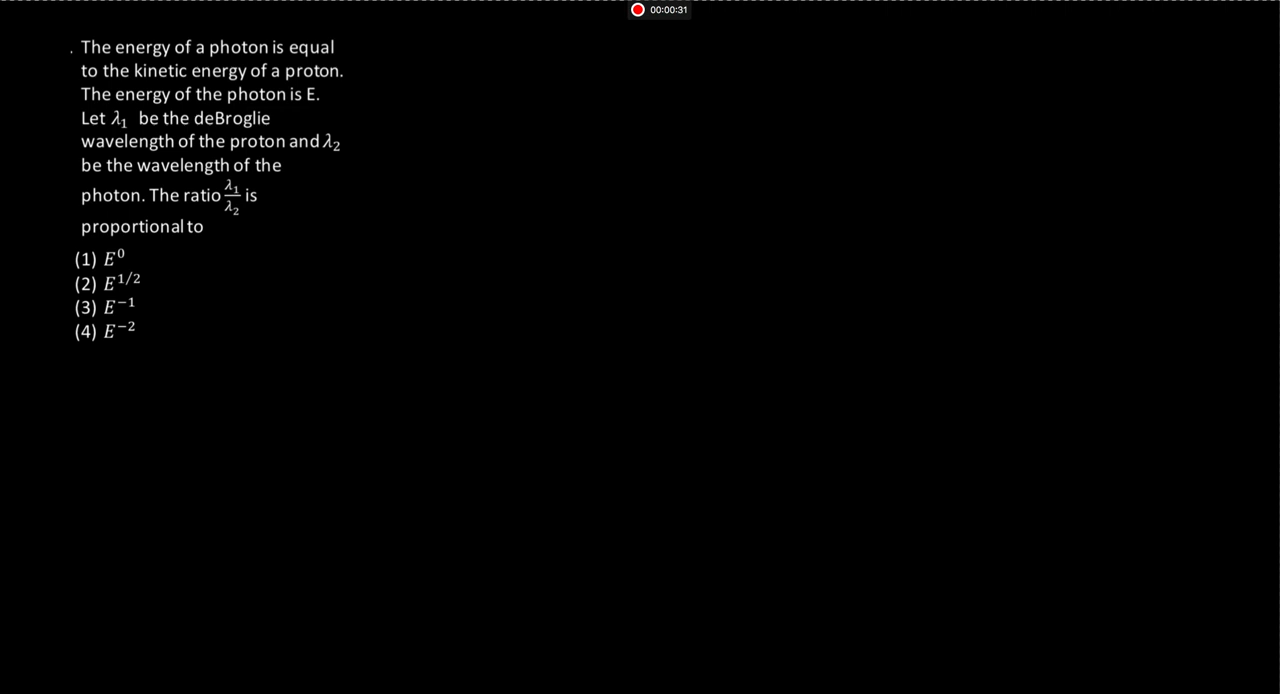 00:00:31
. The energy of a photon is equal
to the kinetic energy of a proton.
The energy of the photon is E.
Let λ₁ be the deBroglie
wavelength of the proton and λ₂
be the wavelength of the
photon. The ratio λ₁/λ₂ is
proportional to
(1) E⁰
(2) E^1/2
(3) E⁻¹
(4) E⁻²